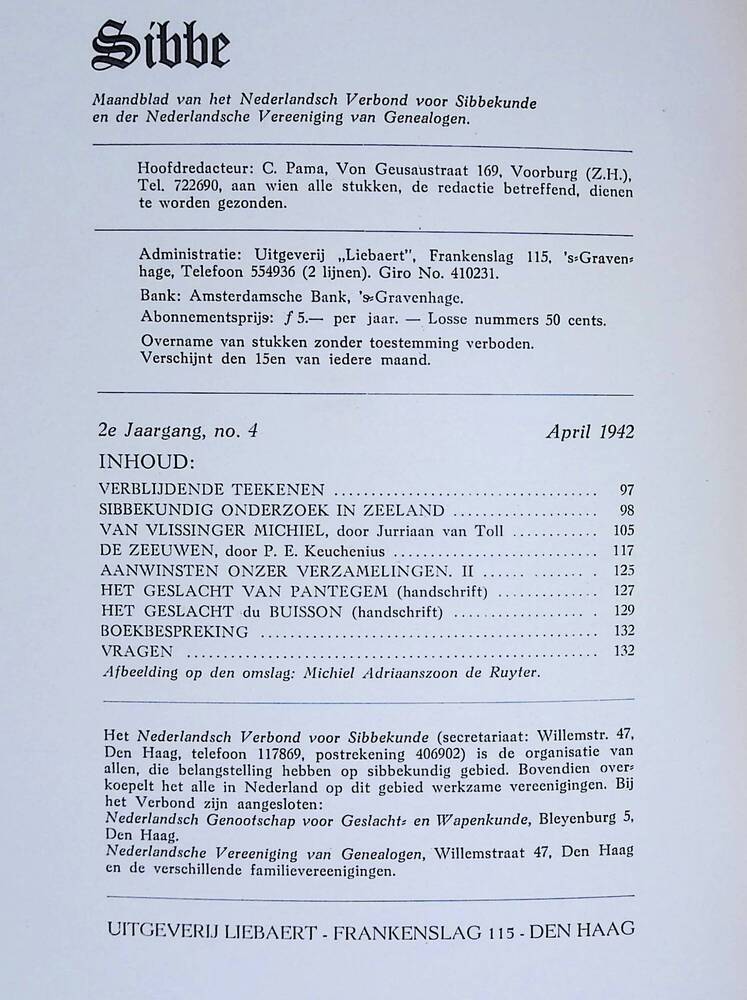 Sibbe
Maandblad van het Nederlandsch Verbond voor Sibbekunde
en der Nederlandsche Vereeniging van Genealogen.
Hoofdredacteur: C. Pama, Von Geusaustraat 169, Voorburg (Z.H.),
Tel. 722690, aan wien alle stukken, de redactie betreffend, dienen
te worden gezonden.
Administratie: Uitgeverij „Liebaert”, Frankenslag 115, 's-Graven-
hage, Telefoon 554936 (2 lijnen). Giro No. 410231.
Bank: Amsterdamsche Bank, 's-Gravenhage.
Abonnementsprijs: ƒ 5.— per jaar. — Losse nummers 50 cents.
Overname van stukken zonder toestemming verboden.
Verschijnt den 15en van iedere maand.
2e Jaargang, no. 4 April 1942
INHOUD:
VERBLIJDENDE TEEKENEN .................................. 97
SIBBEKUNDIG ONDERZOEK IN ZEELAND .................. 98
VAN VLISSINGER MICHIEL, door Jurriaan van Toll ............ 105
DE ZEEUWEN, door P. E. Keuchenius ........................... 117
AANWINSTEN ONZER VERZAMELINGEN. II ............... 125
HET GESLACHT VAN PANTEGEM (handschrift) ............. 127
HET GESLACHT du BUISSON (handschrift) ................... 129
BOEKBESPREKING ............................................ 132
VRAGEN ..................................................... 132
Afbeelding op den omslag: Michiel Adriaanszoon de Ruyter.
Het Nederlandsch Verbond voor Sibbekunde (secretariaat: Willemstr. 47,
Den Haag, telefoon 117869, postrekening 406902) is de organisatie van
allen, die belangstelling hebben op sibbekundig gebied. Bovendien over-
koepelt het alle in Nederland op dit gebied werkzame vereenigingen. Bij
het Verbond zijn aangesloten:
Nederlandsch Genootschap voor Geslacht- en Wapenkunde, Bleyenburg 5,
Den Haag.
Nederlandsche Vereeniging van Genealogen, Willemstraat 47, Den Haag
en de verschillende familievereenigingen.
UITGEVERIJ LIEBAERT - FRANKENSLAG 115 - DEN HAAG